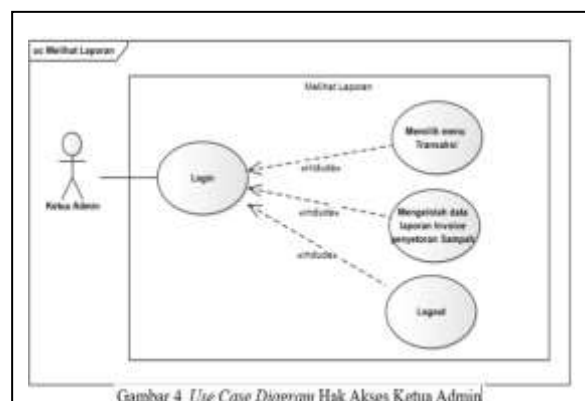 uc Melihat Laporan
Melihat Laporan
Memilih menu
Transaksi
«include»
Login
Ketua Admin
«include»
Mengelolah data
laporan Invoice
penyetoran Sampah
«include»
Logout
Gambar 4 Use Case Diagram Hak Akses Ketua Admin